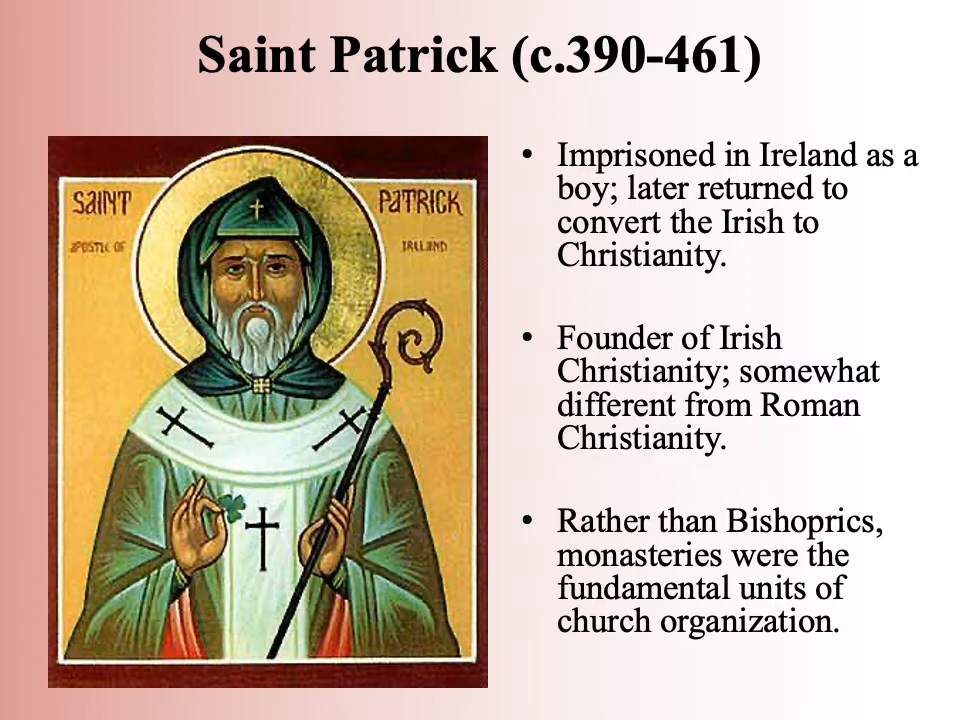 Saint Patrick (c.390-461)
SAINT PATRICK
APOSTLE OF IRELAND
• Imprisoned in Ireland as a
boy; later returned to
convert the Irish to
Christianity.
• Founder of Irish
Christianity; somewhat
different from Roman
Christianity.
• Rather than Bishoprics,
monasteries were the
fundamental units of
church organization.